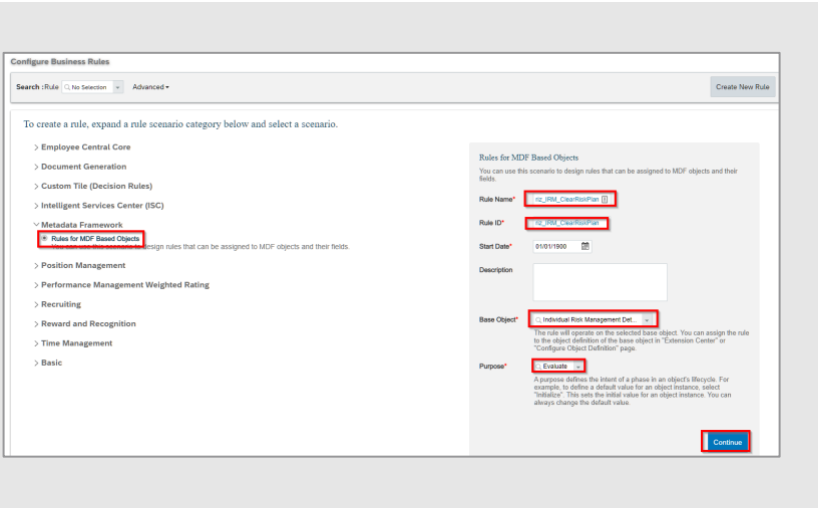 Configure Business Rules
Search :Rule No Selection Advanced
Create New Rule
To create a rule, expand a rule scenario category below and select a scenario.
Employee Central Core
Document Generation
Custom Tile (Decision Rules)
Intelligent Services Center (ISC)
Metadata Framework
Rules for MDF Based Objects
You can use this scenario to design rules that can be assigned to MDF objects and their fields.
Position Management
Performance Management Weighted Rating
Recruiting
Reward and Recognition
Time Management
Basic
Rules for MDF Based Objects
You can use this scenario to design rules that can be assigned to MDF objects and their
fields.
Rule Name* nz_IRM_ClearRiskPlan
Rule ID* nz_IRM_ClearRiskPlan
Start Date* 01/01/1900
Description
Base Object* Individual Risk Management Det...
The rule will operate on the selected base object. You can assign the rule
to the object definition of the base object in "Extension Center" or
"Configure Object Definition" page.
Purpose* Evaluate
A purpose defines the intent of a phase in an object's lifecycle. For
example, to define a default value for an object instance, select
"Initialize". This sets the initial value for an object instance. You can
always change the default value.
Continue